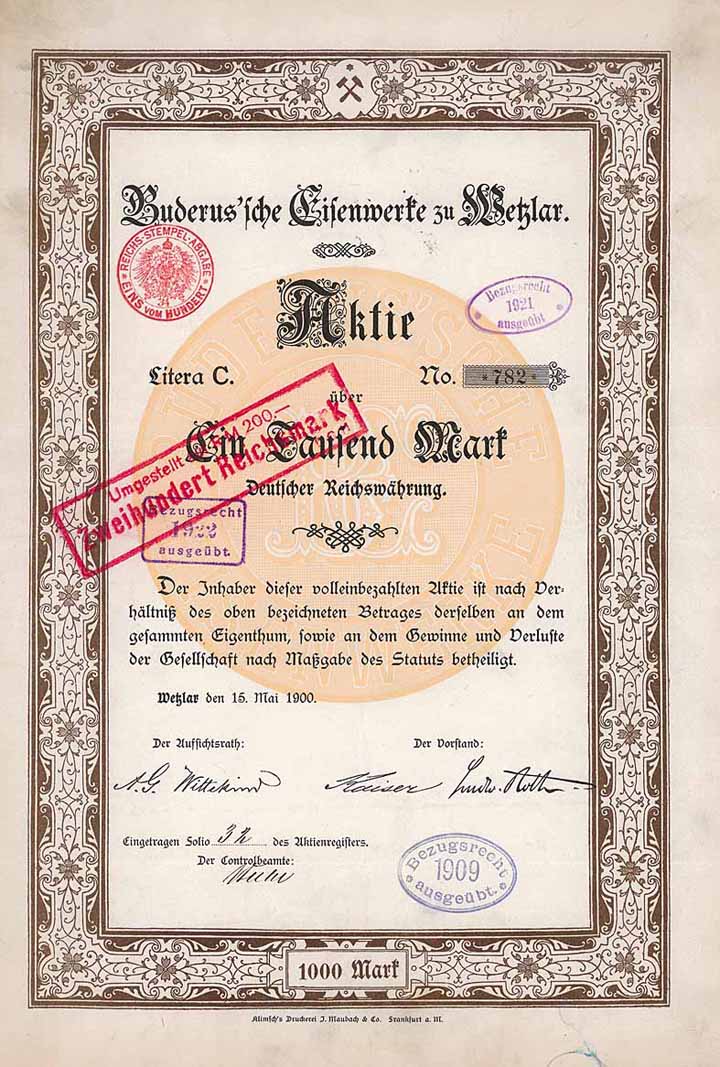 Buderus'sche Eisenwerke zu Wetzlar.
REICHS-STEMPEL-ABGABE
EINS VOM HUNDERT
Bezugsrecht
1921
ausgeübt
Aktie
Litera C.
No. *782*
über
Umgestellt RM 200.—
Zweihundert Reichsmark
Ein Tausend Mark
Deutscher Reichswährung.
Bezugsrecht
1922
ausgeübt.
Der Inhaber dieser volleinbezahlten Aktie ist nach Ver-
hältniß des oben bezeichneten Betrages derselben an dem
gesammten Eigenthum, sowie an dem Gewinne und Verluste
der Gesellschaft nach Maßgabe des Statuts betheiligt.
Wetzlar den 15. Mai 1900.
Der Aufsichtsrath:
Der Vorstand:
A.G. Wittekind
Kaiser
Eingetragen Folio 32 des Aktienregisters.
Der Controlbeamte:
Bezugsrecht
1909
ausgeübt.
1000 Mark
Klimsch's Druckerei J. Maubach & Co. Frankfurt a. M.